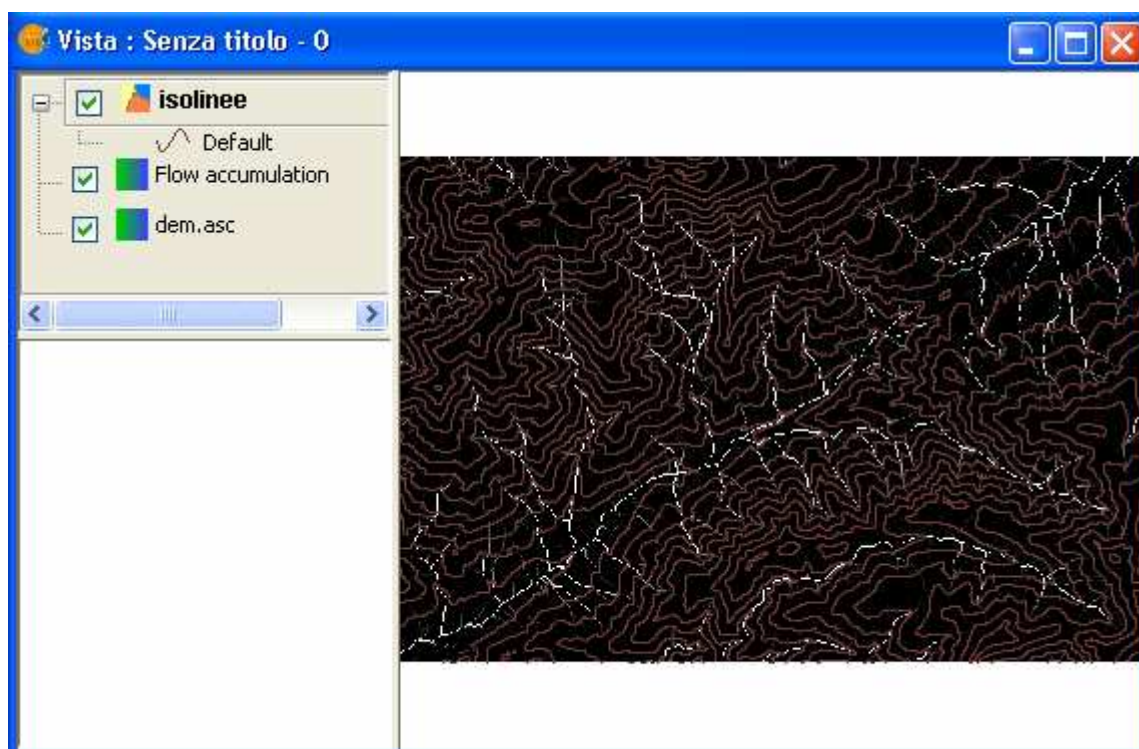 Vista : Senza titolo - 0
isolinee
Default
Flow accumulation
dem.asc